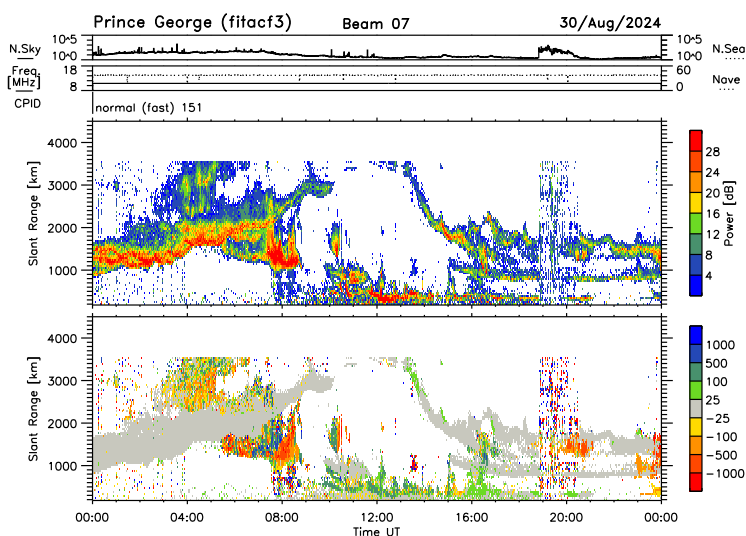 Prince George (fitacf3) Beam 07 30/Aug/2024
N.Sky 10^5 10^0 10^5 10^0 N.Sea
Freq. [MHz] 18 8 60 0 Nave
CPID normal (fast) 151
4000
3000
2000
1000
Slant Range [km]
28
24
20
16
12
8
4
Power [dB]
4000
3000
2000
1000
Slant Range [km]
1000
500
100
25
-25
-100
-500
-1000
00:00 04:00 08:00 12:00 16:00 20:00 00:00
Time UT